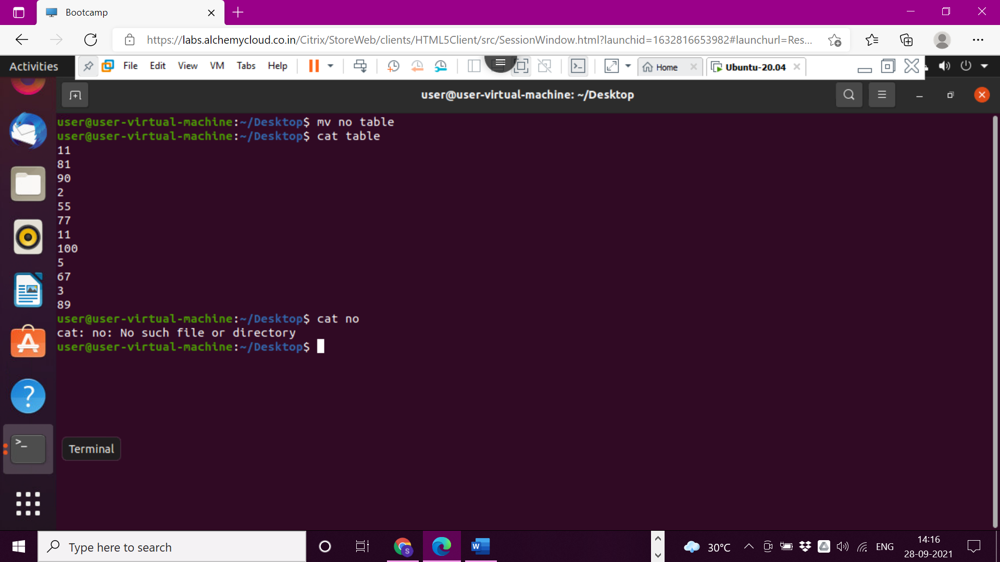 Bootcamp
https://labs.alchemycloud.co.in/Citrix/StoreWeb/clients/HTML5Client/src/SessionWindow.html?launchid=1632816653982#launchurl=Res...
Activities
File Edit View VM Tabs Help
Home
Ubuntu-20.04
user@user-virtual-machine: ~/Desktop
user@user-virtual-machine:~/Desktop$ mv no table
user@user-virtual-machine:~/Desktop$ cat table
11
81
90
2
55
77
11
100
5
67
3
89
user@user-virtual-machine:~/Desktop$ cat no
cat: no: No such file or directory
user@user-virtual-machine:~/Desktop$
Terminal
Type here to search
S
W
30°C
ENG
14:16
28-09-2021